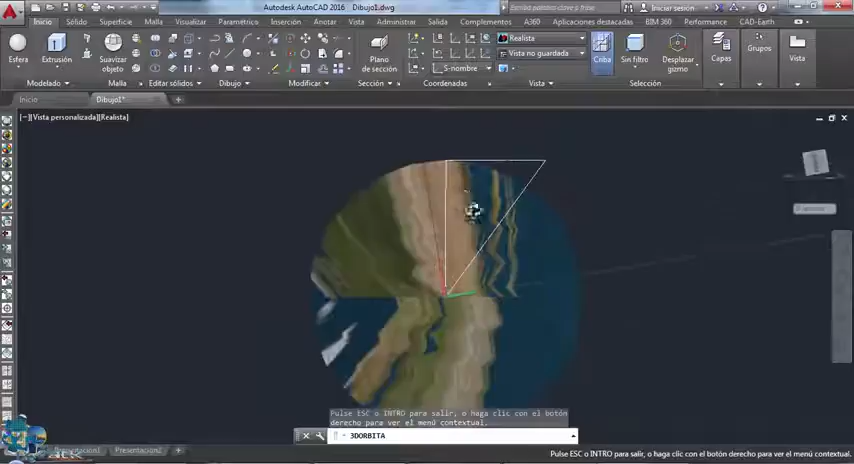 Autodesk AutoCAD 2016 Dibujo1.dwg
Escriba palabra clave o frase
Iniciar sesión
Inicio Sólido Superficie Malla Visualizar Paramétrico Inserción Anotar Vista Administrar Salida Complementos A360 Aplicaciones destacadas BIM 360 Performance CAD-Earth
Realista
Vista no guardada
S-nombre
Esfera Extrusión Suavizar objeto Plano de sección Criba Sin filtro Desplazar gizmo Capas Grupos Vista
Modelado Malla Editar sólidos Dibujo Modificar Sección Coordenadas Vista Selección
Inicio Dibujo1*
[−][Vista personalizada][Realista]
Pulse ESC o INTRO para salir, o haga clic con el botón
derecho para ver el menú contextual.
3DORBITA
Presentación1 Presentación2
Pulse ESC o INTRO para salir, o haga clic con el botón derecho para ver el menú contextual.